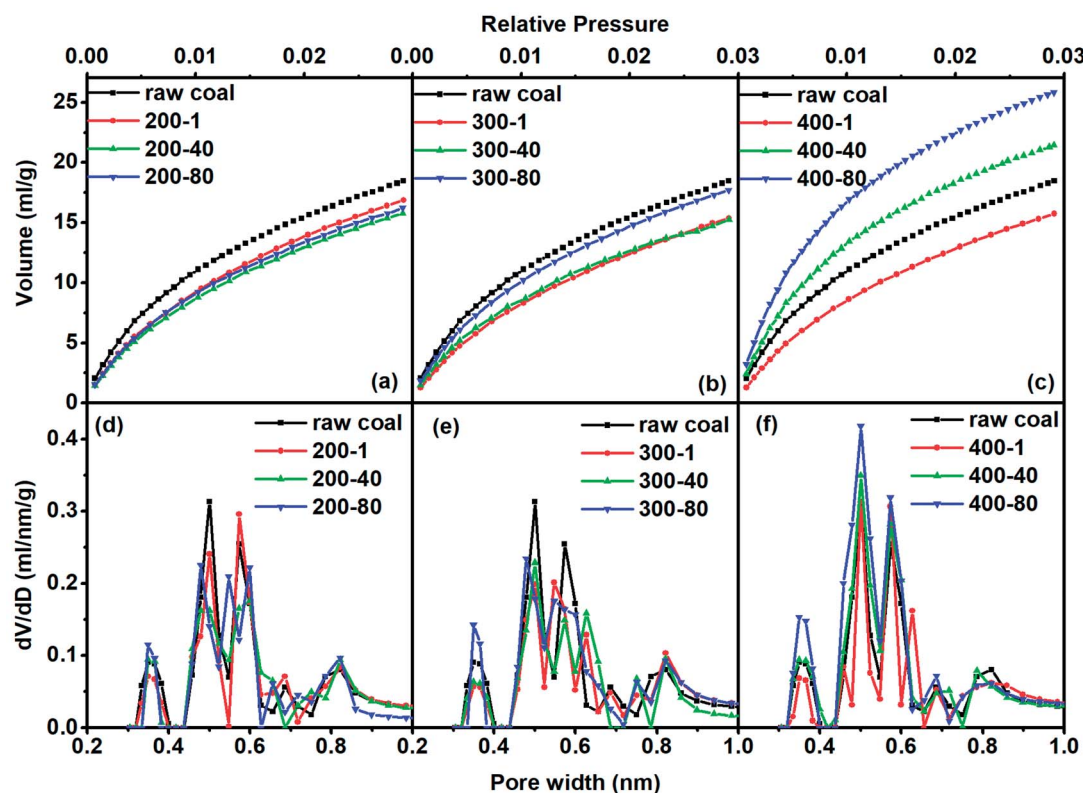 Relative Pressure
0.00 0.01 0.02 0.00 0.01 0.02 0.03 0.01 0.02 0.03
Volume (ml/g)
25
20
15
10
5
0
raw coal
200-1
200-40
200-80
(a)
raw coal
300-1
300-40
300-80
(b)
raw coal
400-1
400-40
400-80
(c)
dV/dD (ml/nm/g)
0.4
0.3
0.2
0.1
0.0
(d)
raw coal
200-1
200-40
200-80
(e)
raw coal
300-1
300-40
300-80
(f)
raw coal
400-1
400-40
400-80
0.2 0.4 0.6 0.8 0.2 0.4 0.6 0.8 1.0 0.4 0.6 0.8 1.0
Pore width (nm)